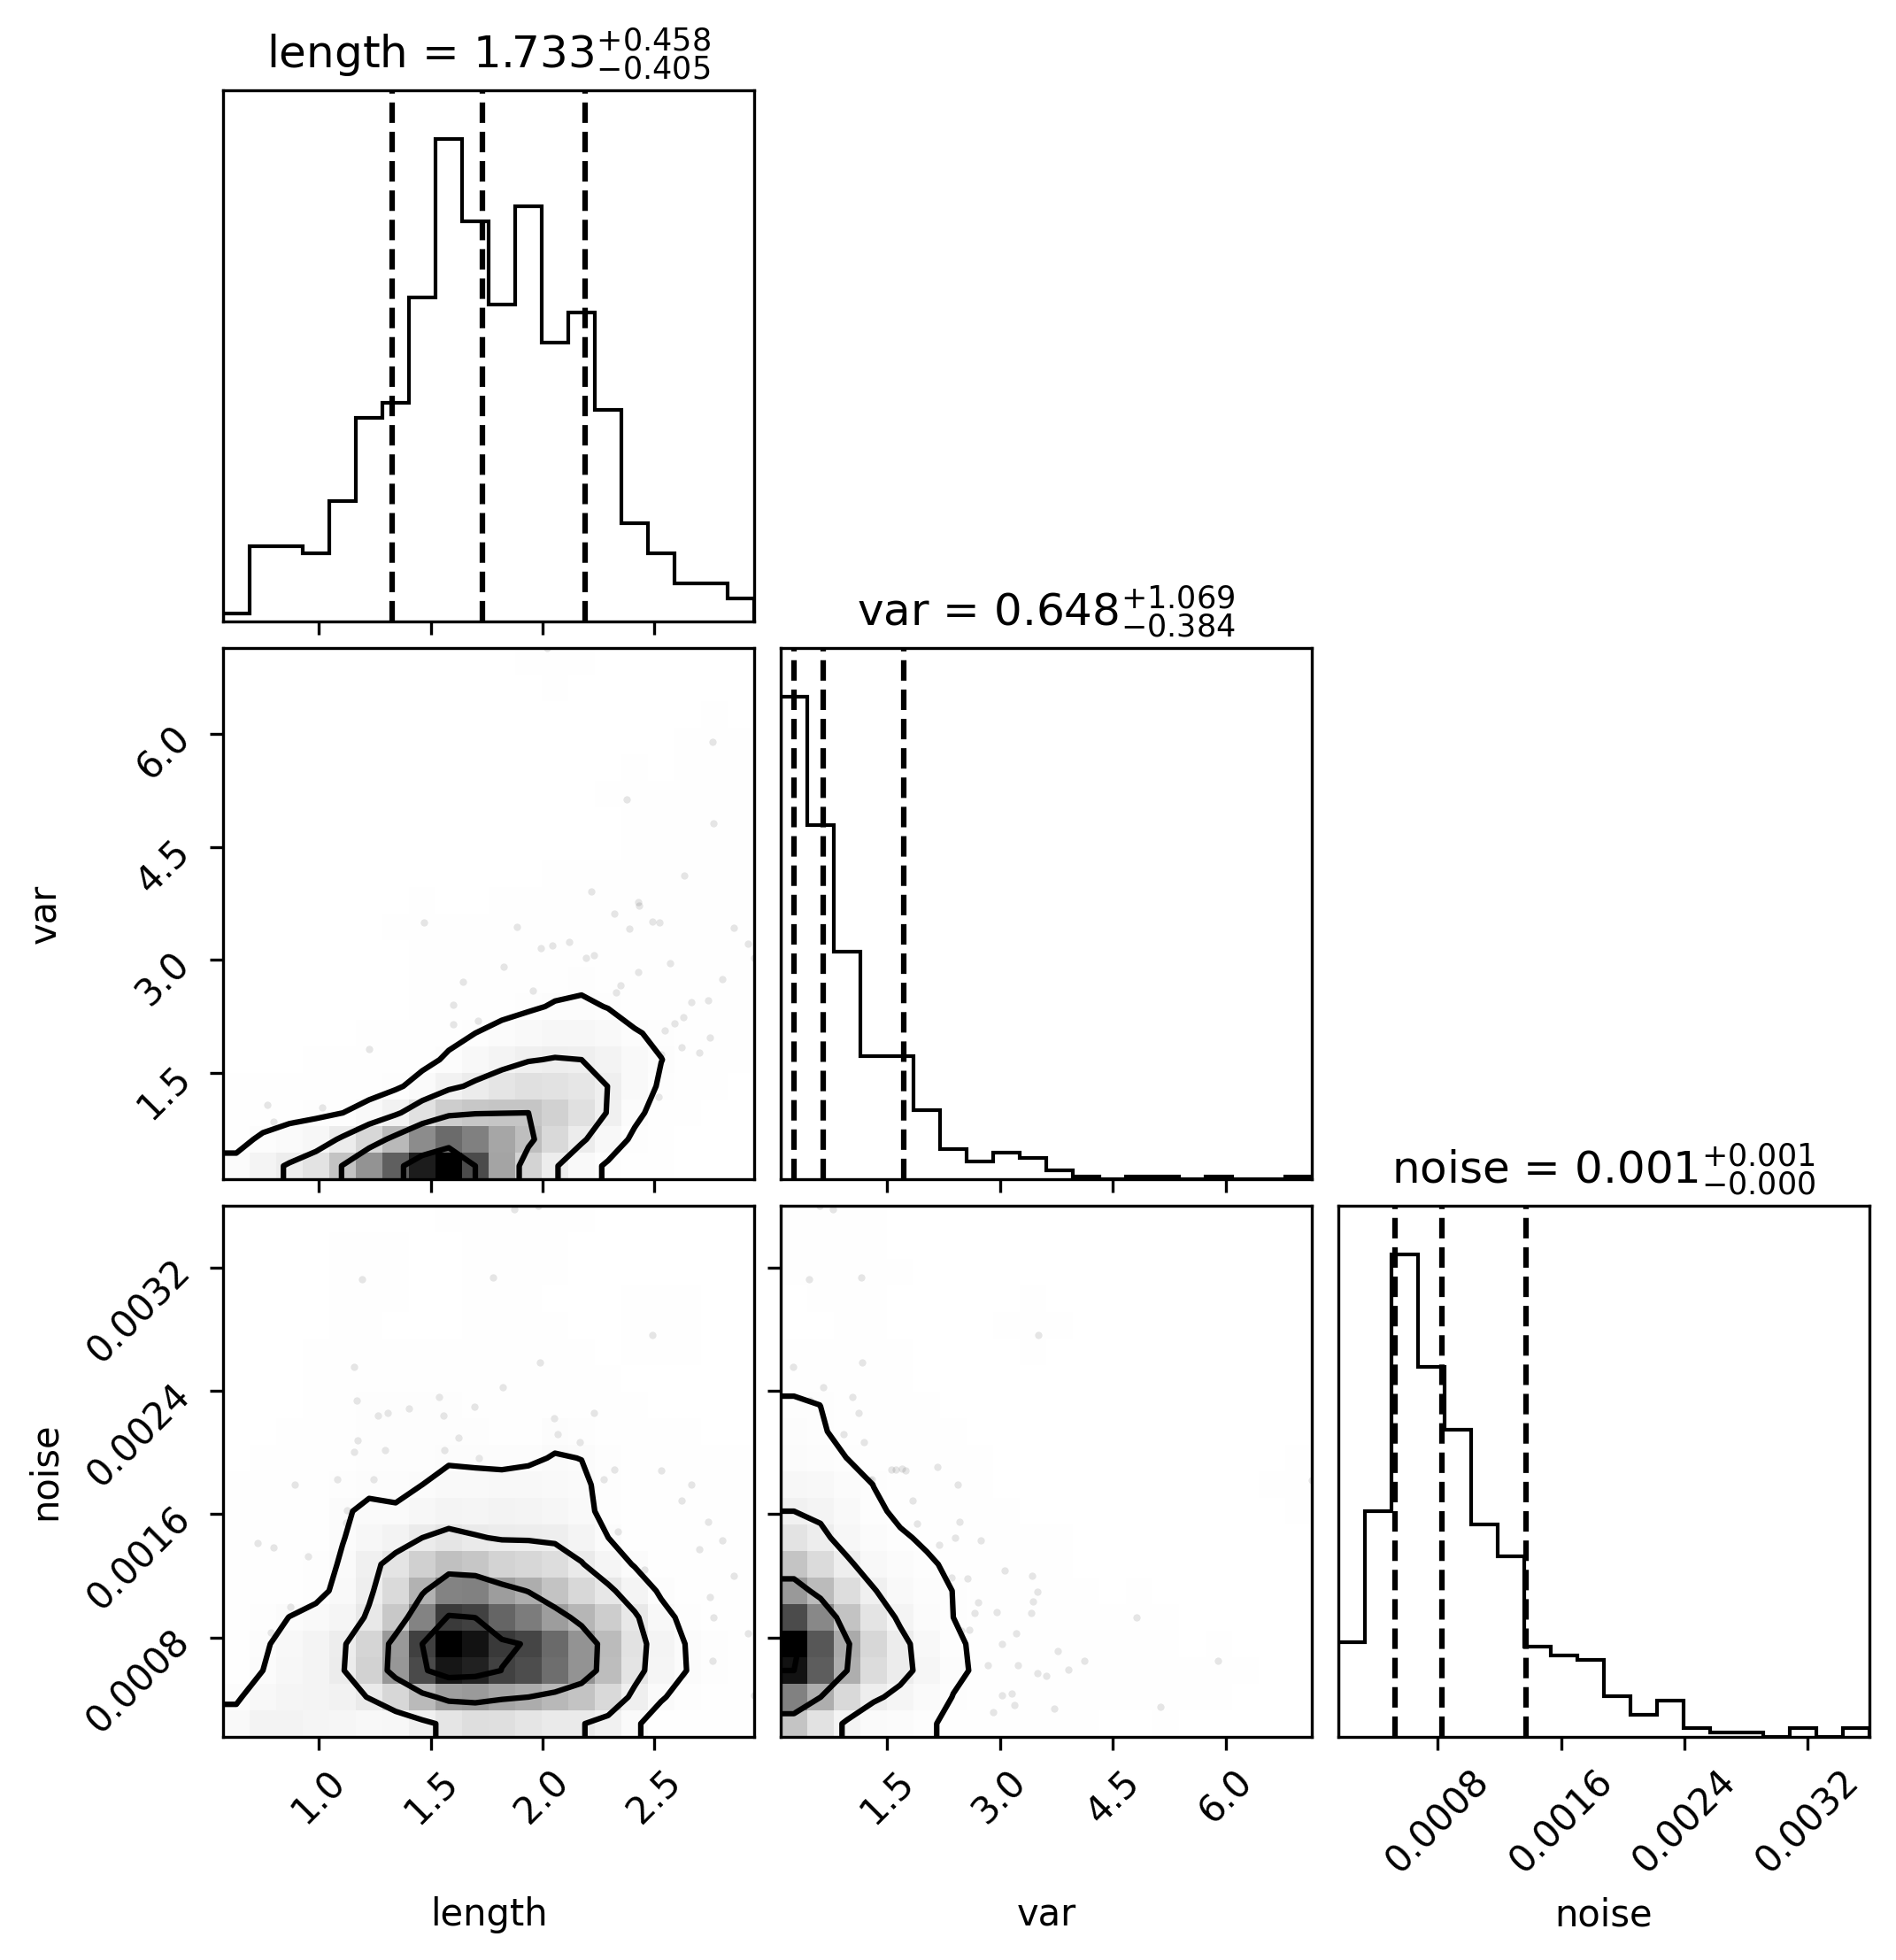 length = 1.733+0.458−0.405
var = 0.648+1.069−0.384
6.0
4.5
3.0
1.5
var
noise = 0.001+0.001−0.000
0.0032
0.0024
0.0016
0.0008
noise
1.0 1.5 2.0 2.5
1.5 3.0 4.5 6.0
0.0008 0.0016 0.0024 0.0032
length
var
noise